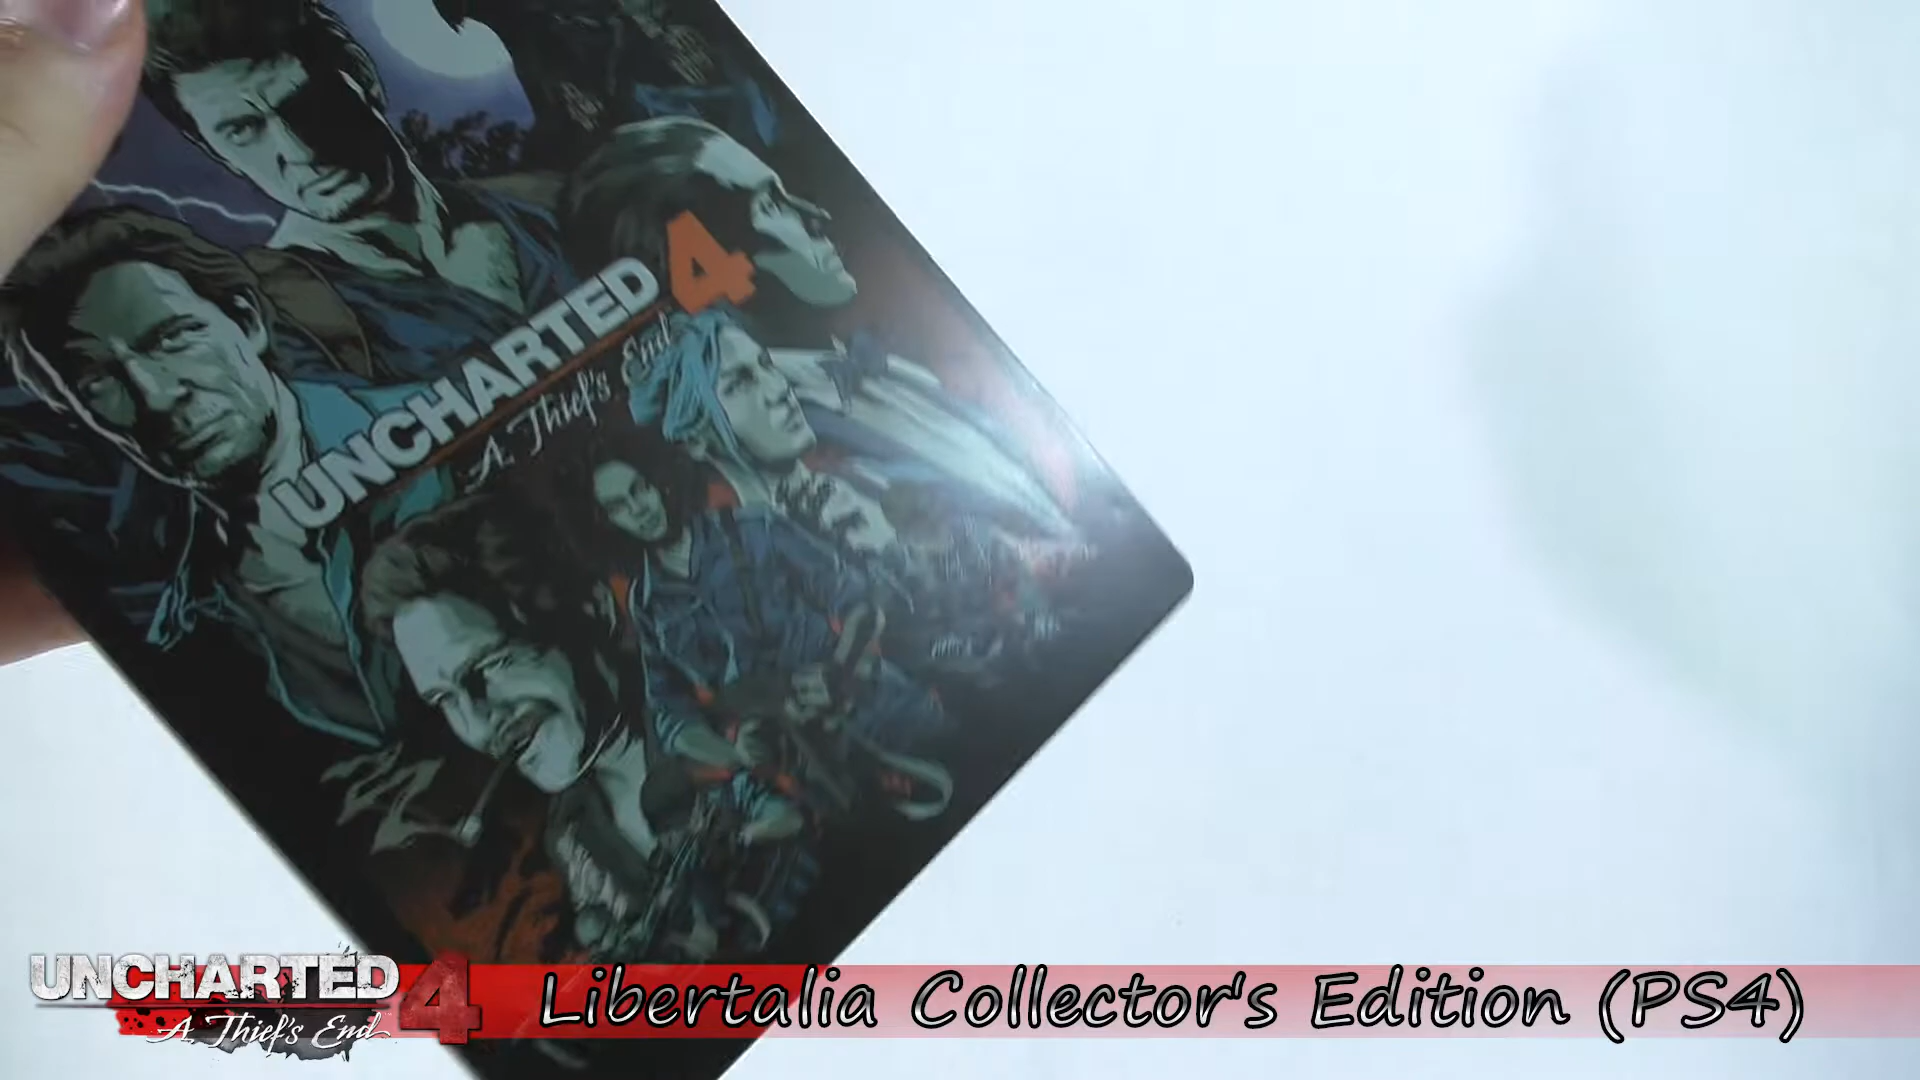 UNCHARTED 4
A Thief's End
UNCHARTED 4
A Thief's End
Libertalia Collector's Edition (PS4)